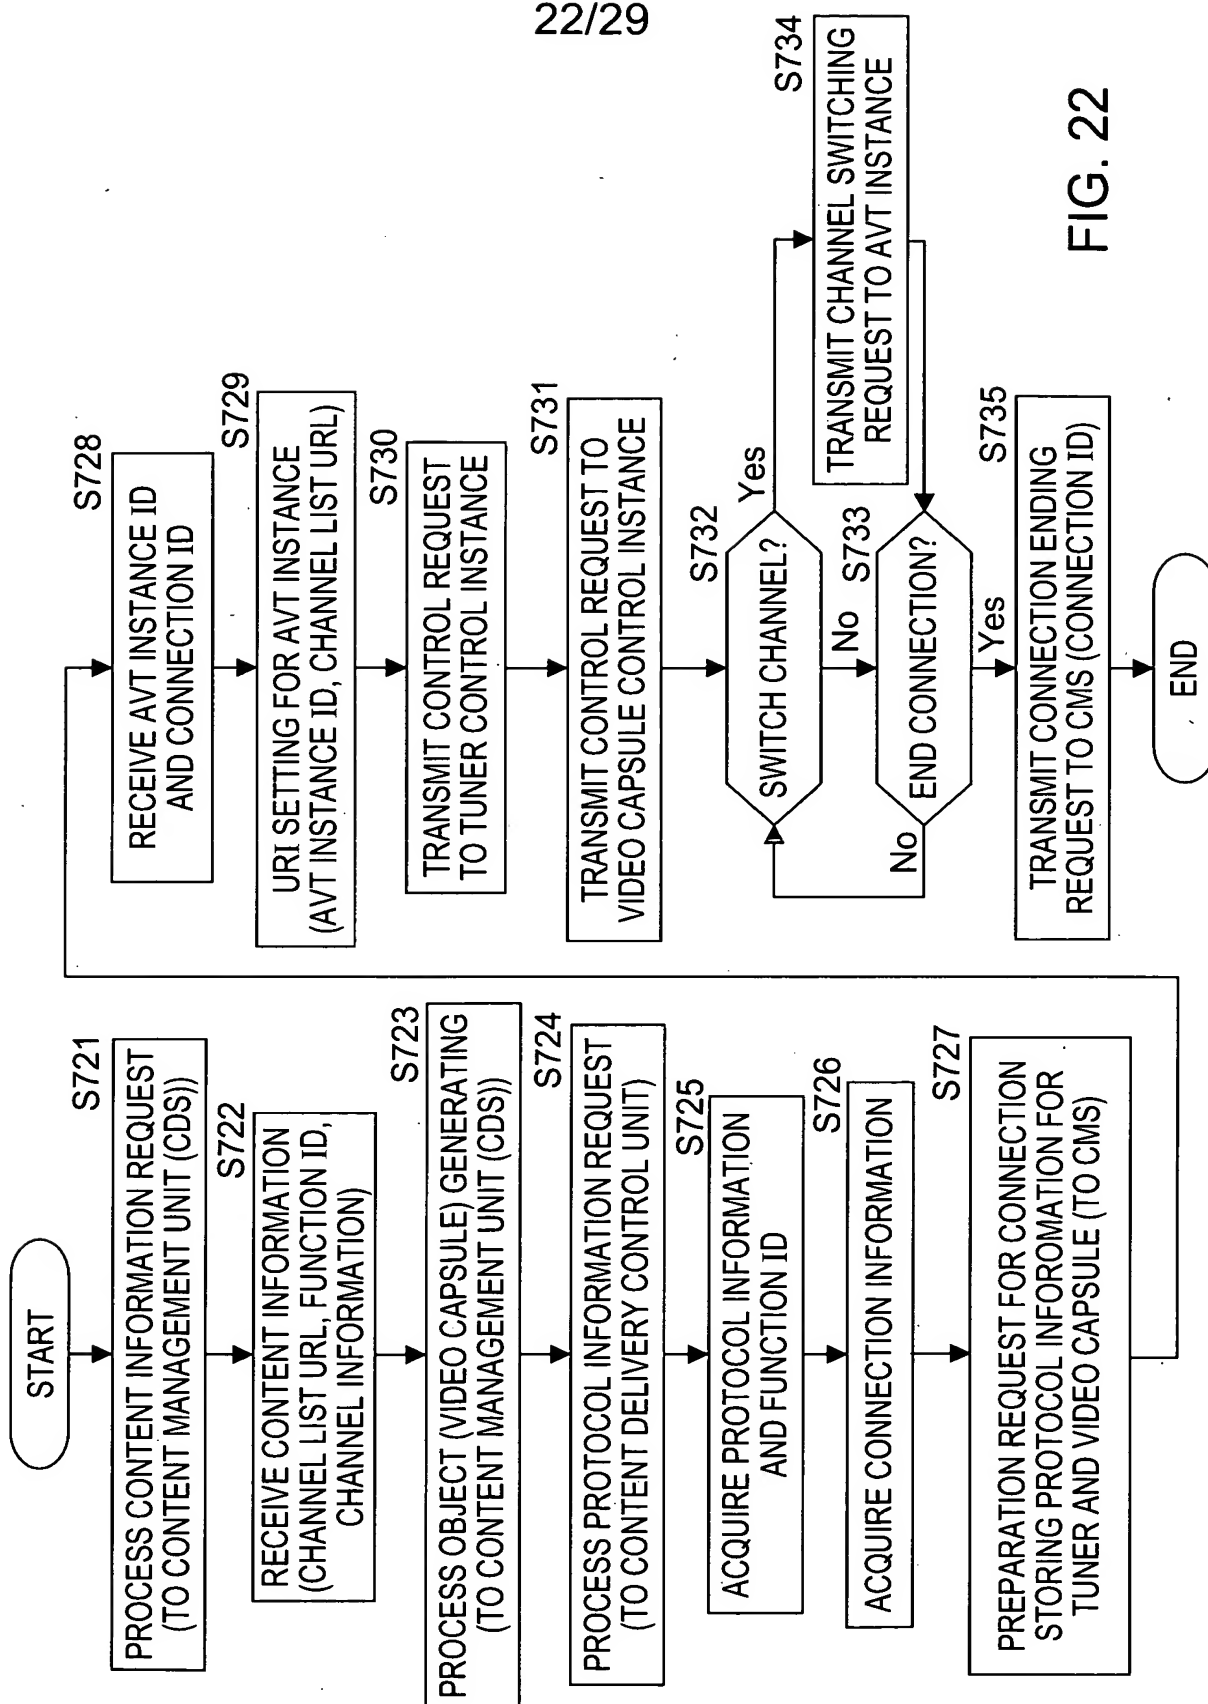 22/29
START
S721
PROCESS CONTENT INFORMATION REQUEST
(TO CONTENT MANAGEMENT UNIT (CDS))
S722
RECEIVE CONTENT INFORMATION
(CHANNEL LIST URL, FUNCTION ID,
CHANNEL INFORMATION)
S723
PROCESS OBJECT (VIDEO CAPSULE) GENERATING
(TO CONTENT MANAGEMENT UNIT (CDS))
S724
PROCESS PROTOCOL INFORMATION REQUEST
(TO CONTENT DELIVERY CONTROL UNIT)
S725
ACQUIRE PROTOCOL INFORMATION
AND FUNCTION ID
S726
ACQUIRE CONNECTION INFORMATION
S727
PREPARATION REQUEST FOR CONNECTION
STORING PROTOCOL INFOROMATION FOR
TUNER AND VIDEO CAPSULE (TO CMS)
S728
RECEIVE AVT INSTANCE ID
AND CONNECTION ID
S729
URI SETTING FOR AVT INSTANCE
(AVT INSTANCE ID, CHANNEL LIST URL)
S730
TRANSMIT CONTROL REQUEST
TO TUNER CONTROL INSTANCE
S731
TRANSMIT CONTROL REQUEST TO
VIDEO CAPSULE CONTROL INSTANCE
S732
SWITCH CHANNEL?
Yes
No
S734
TRANSMIT CHANNEL SWITCHING
REQUEST TO AVT INSTANCE
S733
END CONNECTION?
No
Yes
S735
TRANSMIT CONNECTION ENDING
REQUEST TO CMS (CONNECTION ID)
END
FIG. 22